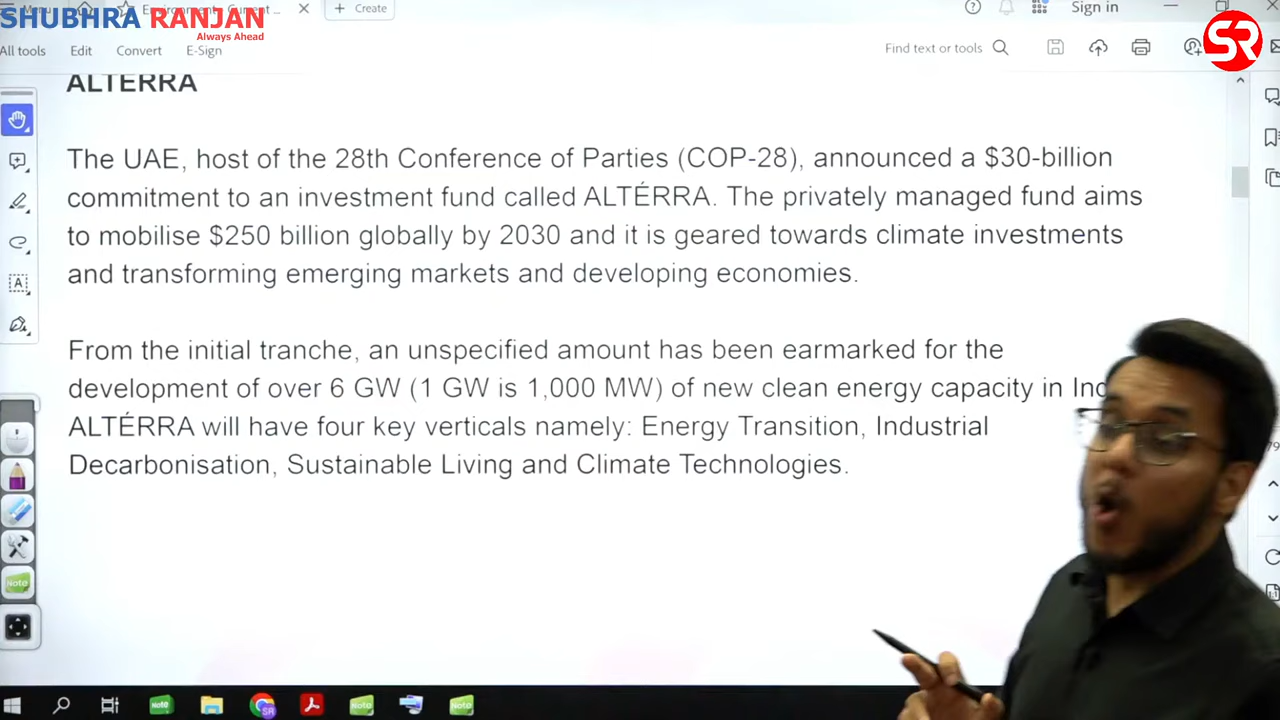 SHUBHRA RANJAN
Always Ahead
Menu
Environment
Current ...
+ Create
Sign in
All tools
Edit
Convert
E-Sign
Find text or tools
SR
ALTÉRRA
The UAE, host of the 28th Conference of Parties (COP-28), announced a $30-billion
commitment to an investment fund called ALTÉRRA. The privately managed fund aims
to mobilise $250 billion globally by 2030 and it is geared towards climate investments
and transforming emerging markets and developing economies.
From the initial tranche, an unspecified amount has been earmarked for the
development of over 6 GW (1 GW is 1,000 MW) of new clean energy capacity in
ALTÉRRA will have four key verticals namely: Energy Transition, Industrial
Decarbonisation, Sustainable Living and Climate Technologies.
Note